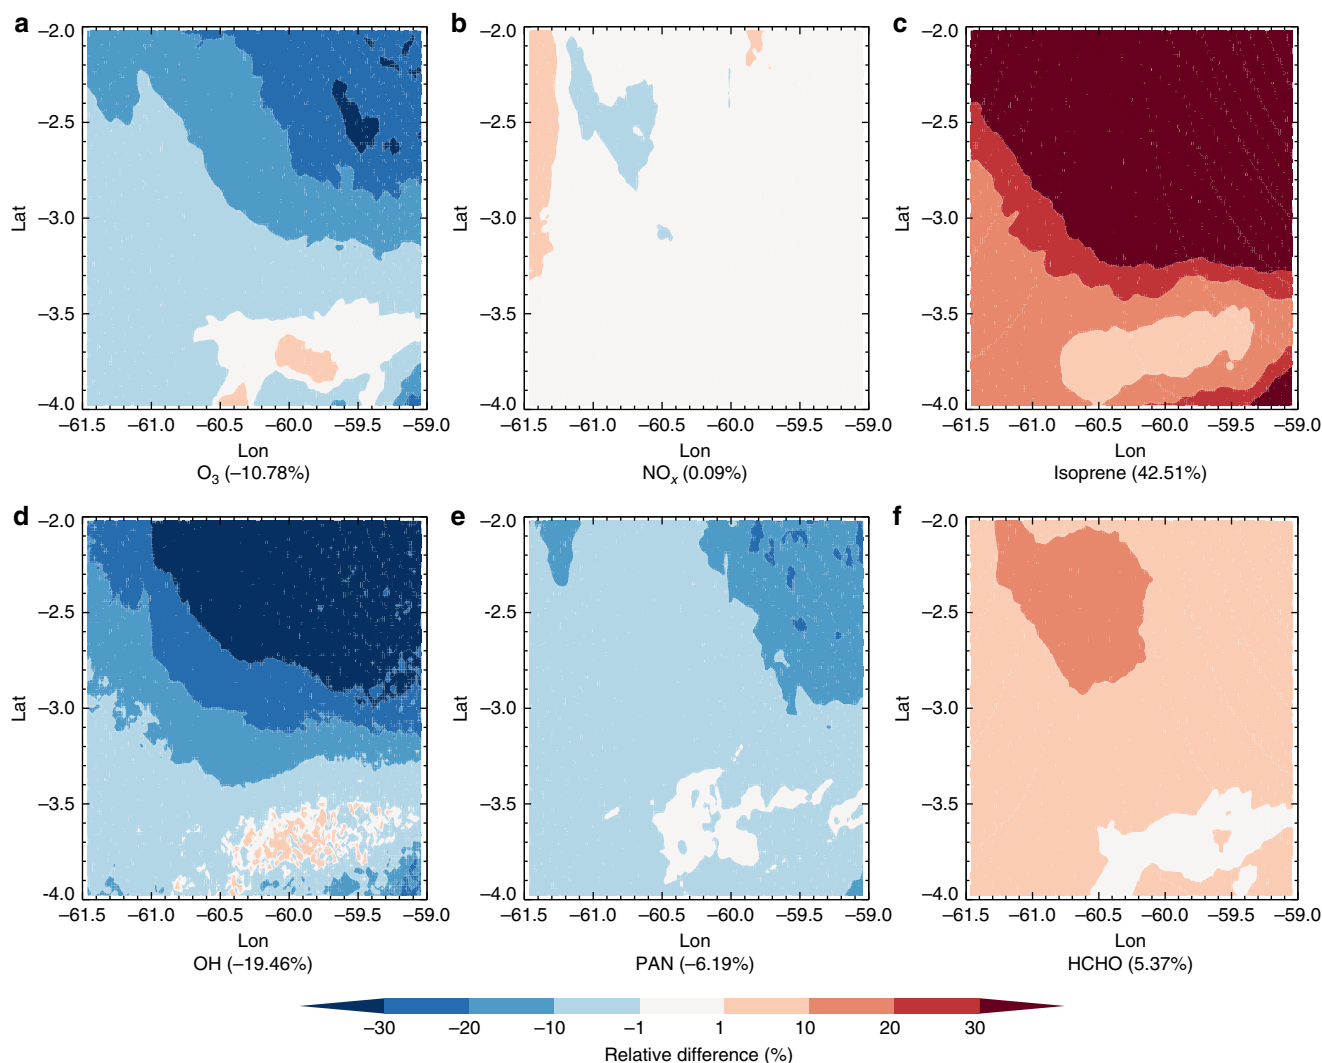 a
−2.0
−2.5
−3.0
−3.5
−4.0
Lat
−61.5 −61.0 −60.5 −60.0 −59.5 −59.0
Lon
O3 (−10.78%)
b
−2.0
−2.5
−3.0
−3.5
−4.0
Lat
−61.5 −61.0 −60.5 −60.0 −59.5 −59.0
Lon
NOx (0.09%)
c
−2.0
−2.5
−3.0
−3.5
−4.0
Lat
−61.5 −61.0 −60.5 −60.0 −59.5 −59.0
Lon
Isoprene (42.51%)
d
−2.0
−2.5
−3.0
−3.5
−4.0
Lat
−61.5 −61.0 −60.5 −60.0 −59.5 −59.0
Lon
OH (−19.46%)
e
−2.0
−2.5
−3.0
−3.5
−4.0
Lat
−61.5 −61.0 −60.5 −60.0 −59.5 −59.0
Lon
PAN (−6.19%)
f
−2.0
−2.5
−3.0
−3.5
−4.0
Lat
−61.5 −61.0 −60.5 −60.0 −59.5 −59.0
Lon
HCHO (5.37%)
−30 −20 −10 −1 1 10 20 30
Relative difference (%)